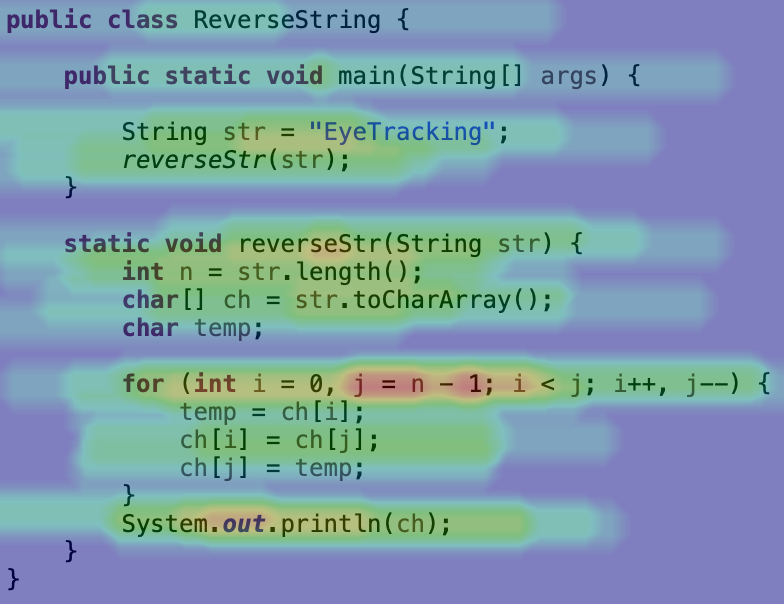 public class ReverseString {
public static void main(String[] args) {
String str = "EyeTracking";
reverseStr(str);
}
static void reverseStr(String str) {
int n = str.length();
char[] ch = str.toCharArray();
char temp;
for (int i = 0, j = n - 1; i < j; i++, j--) {
temp = ch[i];
ch[i] = ch[j];
ch[j] = temp;
}
System.out.println(ch);
}
}